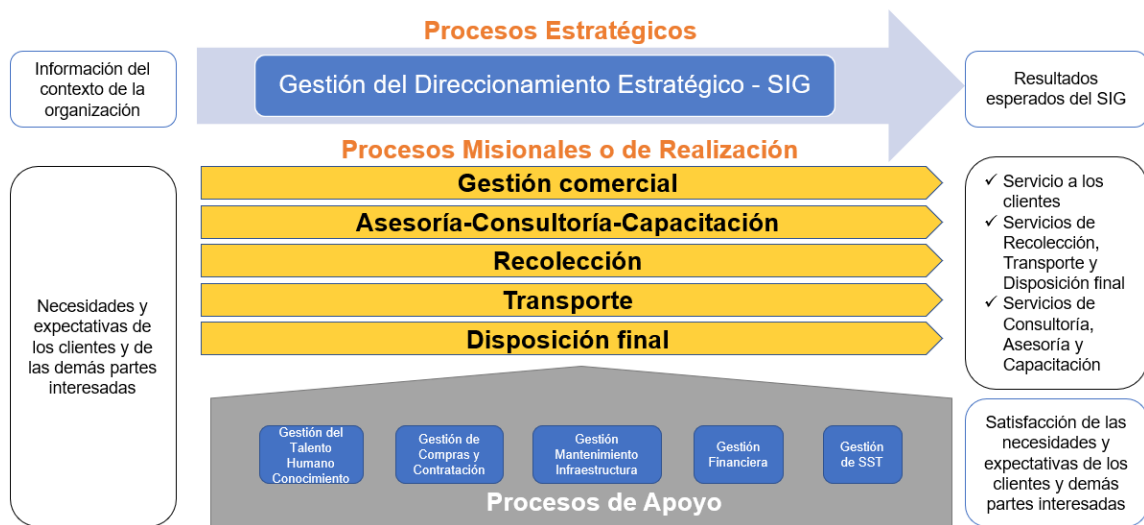 Procesos Estratégicos
Información del
contexto de la
organización
Gestión del Direccionamiento Estratégico - SIG
Resultados
esperados del SIG
Procesos Misionales o de Realización
Necesidades y
expectativas de
los clientes y de
las demás partes
interesadas
Gestión comercial
Asesoría-Consultoría-Capacitación
Recolección
Transporte
Disposición final
✓ Servicio a los
clientes
✓ Servicios de
Recolección,
Transporte y
Disposición final
✓ Servicios de
Consultoría,
Asesoría y
Capacitación
Gestión del
Talento
Humano
Conocimiento
Gestión de
Compras y
Contratación
Gestión
Mantenimiento
Infraestructura
Gestión
Financiera
Gestión
de SST
Procesos de Apoyo
Satisfacción de las
necesidades y
expectativas de los
clientes y demás
partes interesadas